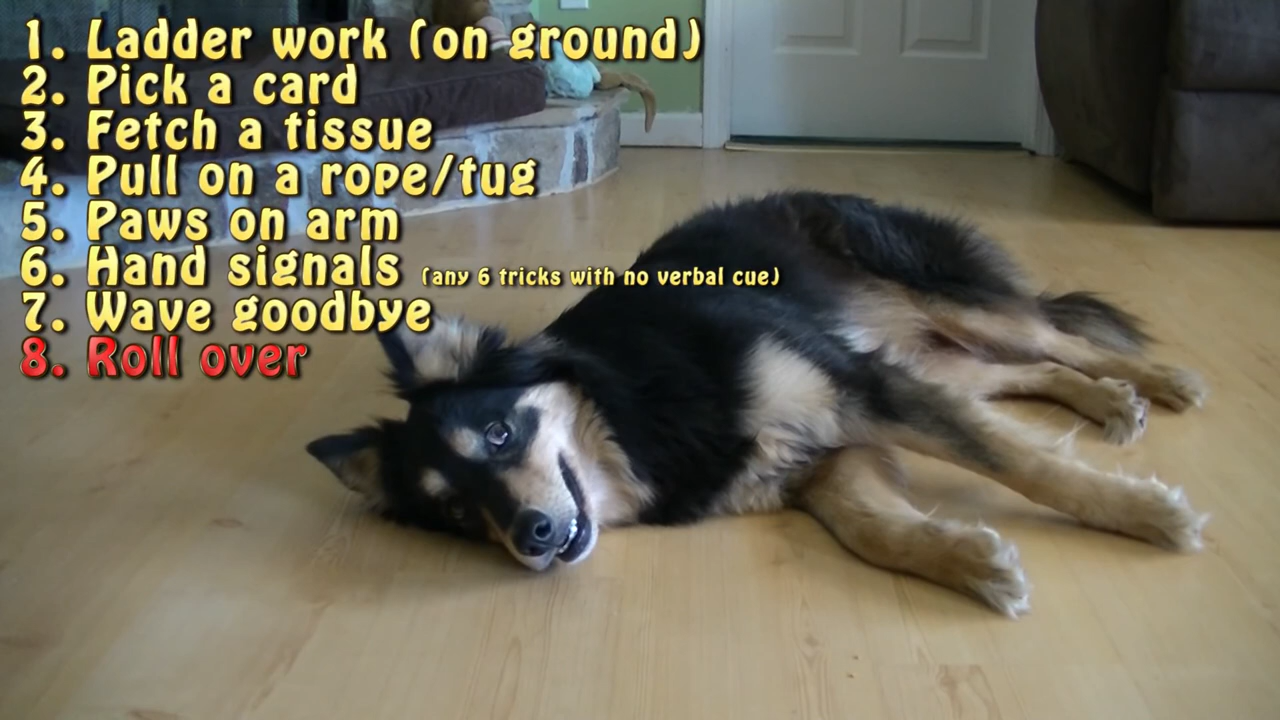 1. Ladder work (on ground)
2. Pick a card
3. Fetch a tissue
4. Pull on a rope/tug
5. Paws on arm
6. Hand signals (any 6 tricks with no verbal cue)
7. Wave goodbye
8. Roll over